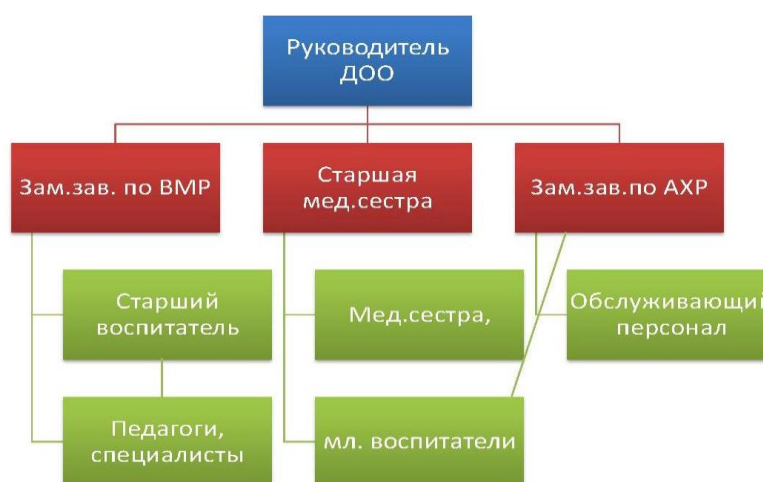 Руководитель
ДОО
Зам.зав. по ВМР
Старшая
мед.сестра
Зам.зав.по АХР
Старший
воспитатель
Мед.сестра,
Обслуживающий
персонал
Педагоги,
специалисты
мл. воспитатели